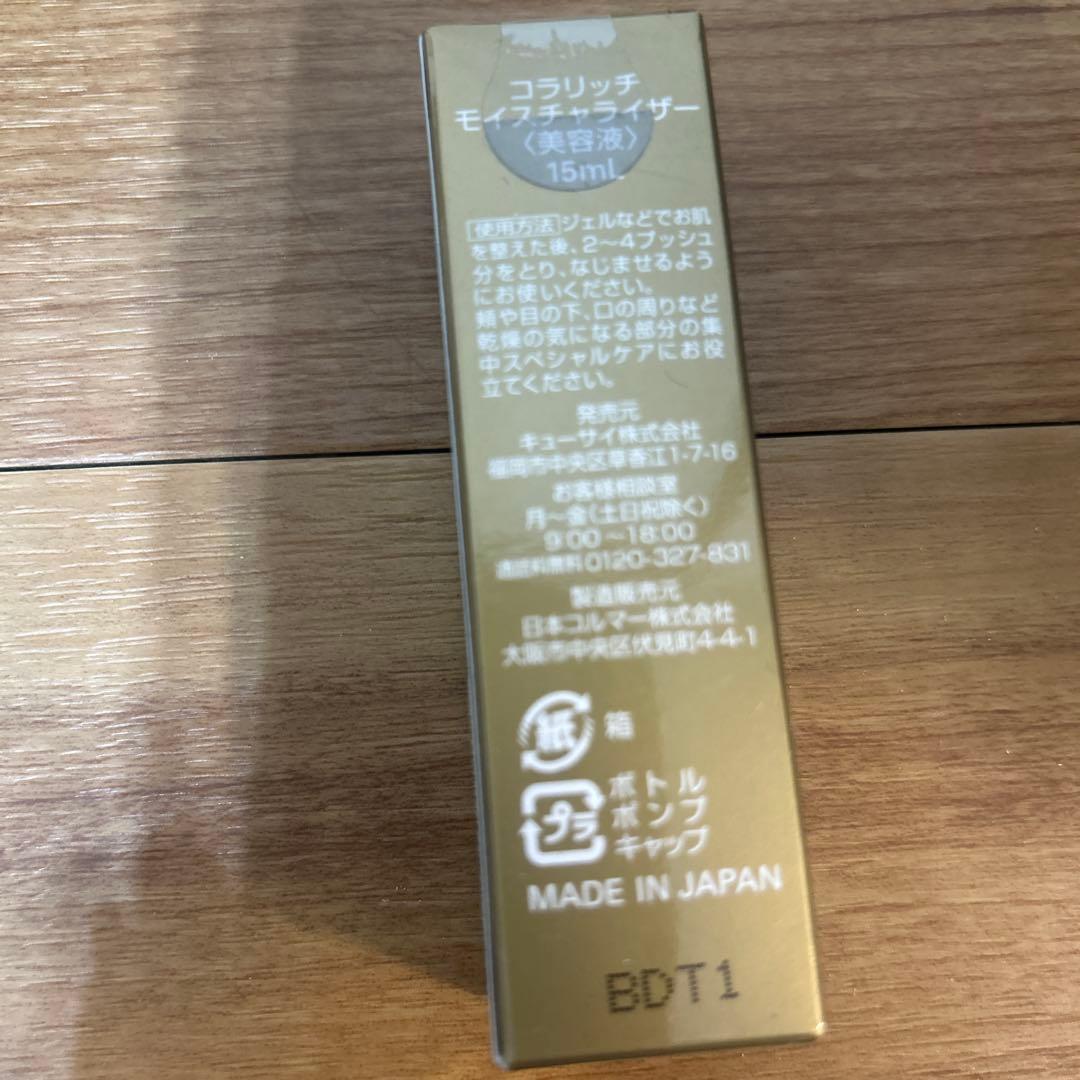 コラリッチ
モイスチャライザー
〈美容液〉
15mL
使用方法 ジェルなどでお肌
を整えた後、2〜4プッシュ
分をとり、なじませるよう
にお使いください。
頬や目の下、口の周りなど
乾燥の気になる部分の集
中スペシャルケアにお役
立てください。
発売元
キューサイ株式会社
福岡市中央区草香江1-7-16
お客様相談室
月〜金(土日祝除く)
9:00〜18:00
通話料無料0120-327-831
製造販売元
日本コルマー株式会社
大阪市中央区伏見町4-4-1
紙 箱
プラ ボトル
ポンプ
キャップ
MADE IN JAPAN
BDT1